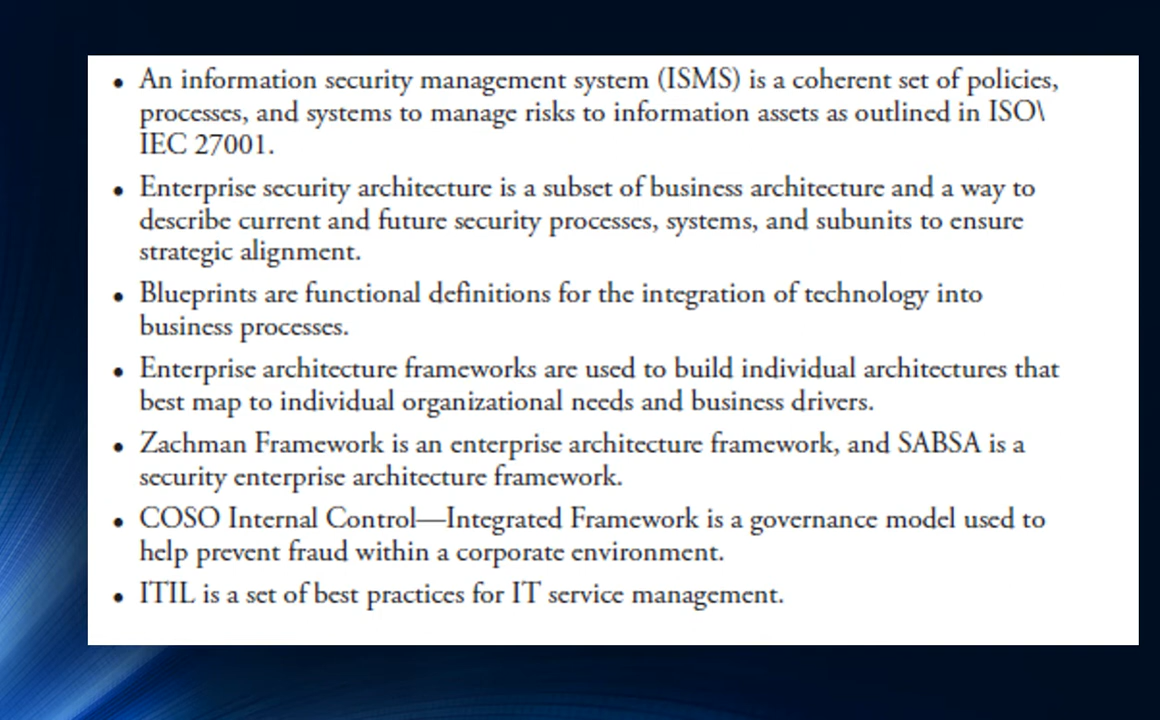 • An information security management system (ISMS) is a coherent set of policies,
processes, and systems to manage risks to information assets as outlined in ISO\
IEC 27001.
• Enterprise security architecture is a subset of business architecture and a way to
describe current and future security processes, systems, and subunits to ensure
strategic alignment.
• Blueprints are functional definitions for the integration of technology into
business processes.
• Enterprise architecture frameworks are used to build individual architectures that
best map to individual organizational needs and business drivers.
• Zachman Framework is an enterprise architecture framework, and SABSA is a
security enterprise architecture framework.
• COSO Internal Control—Integrated Framework is a governance model used to
help prevent fraud within a corporate environment.
• ITIL is a set of best practices for IT service management.